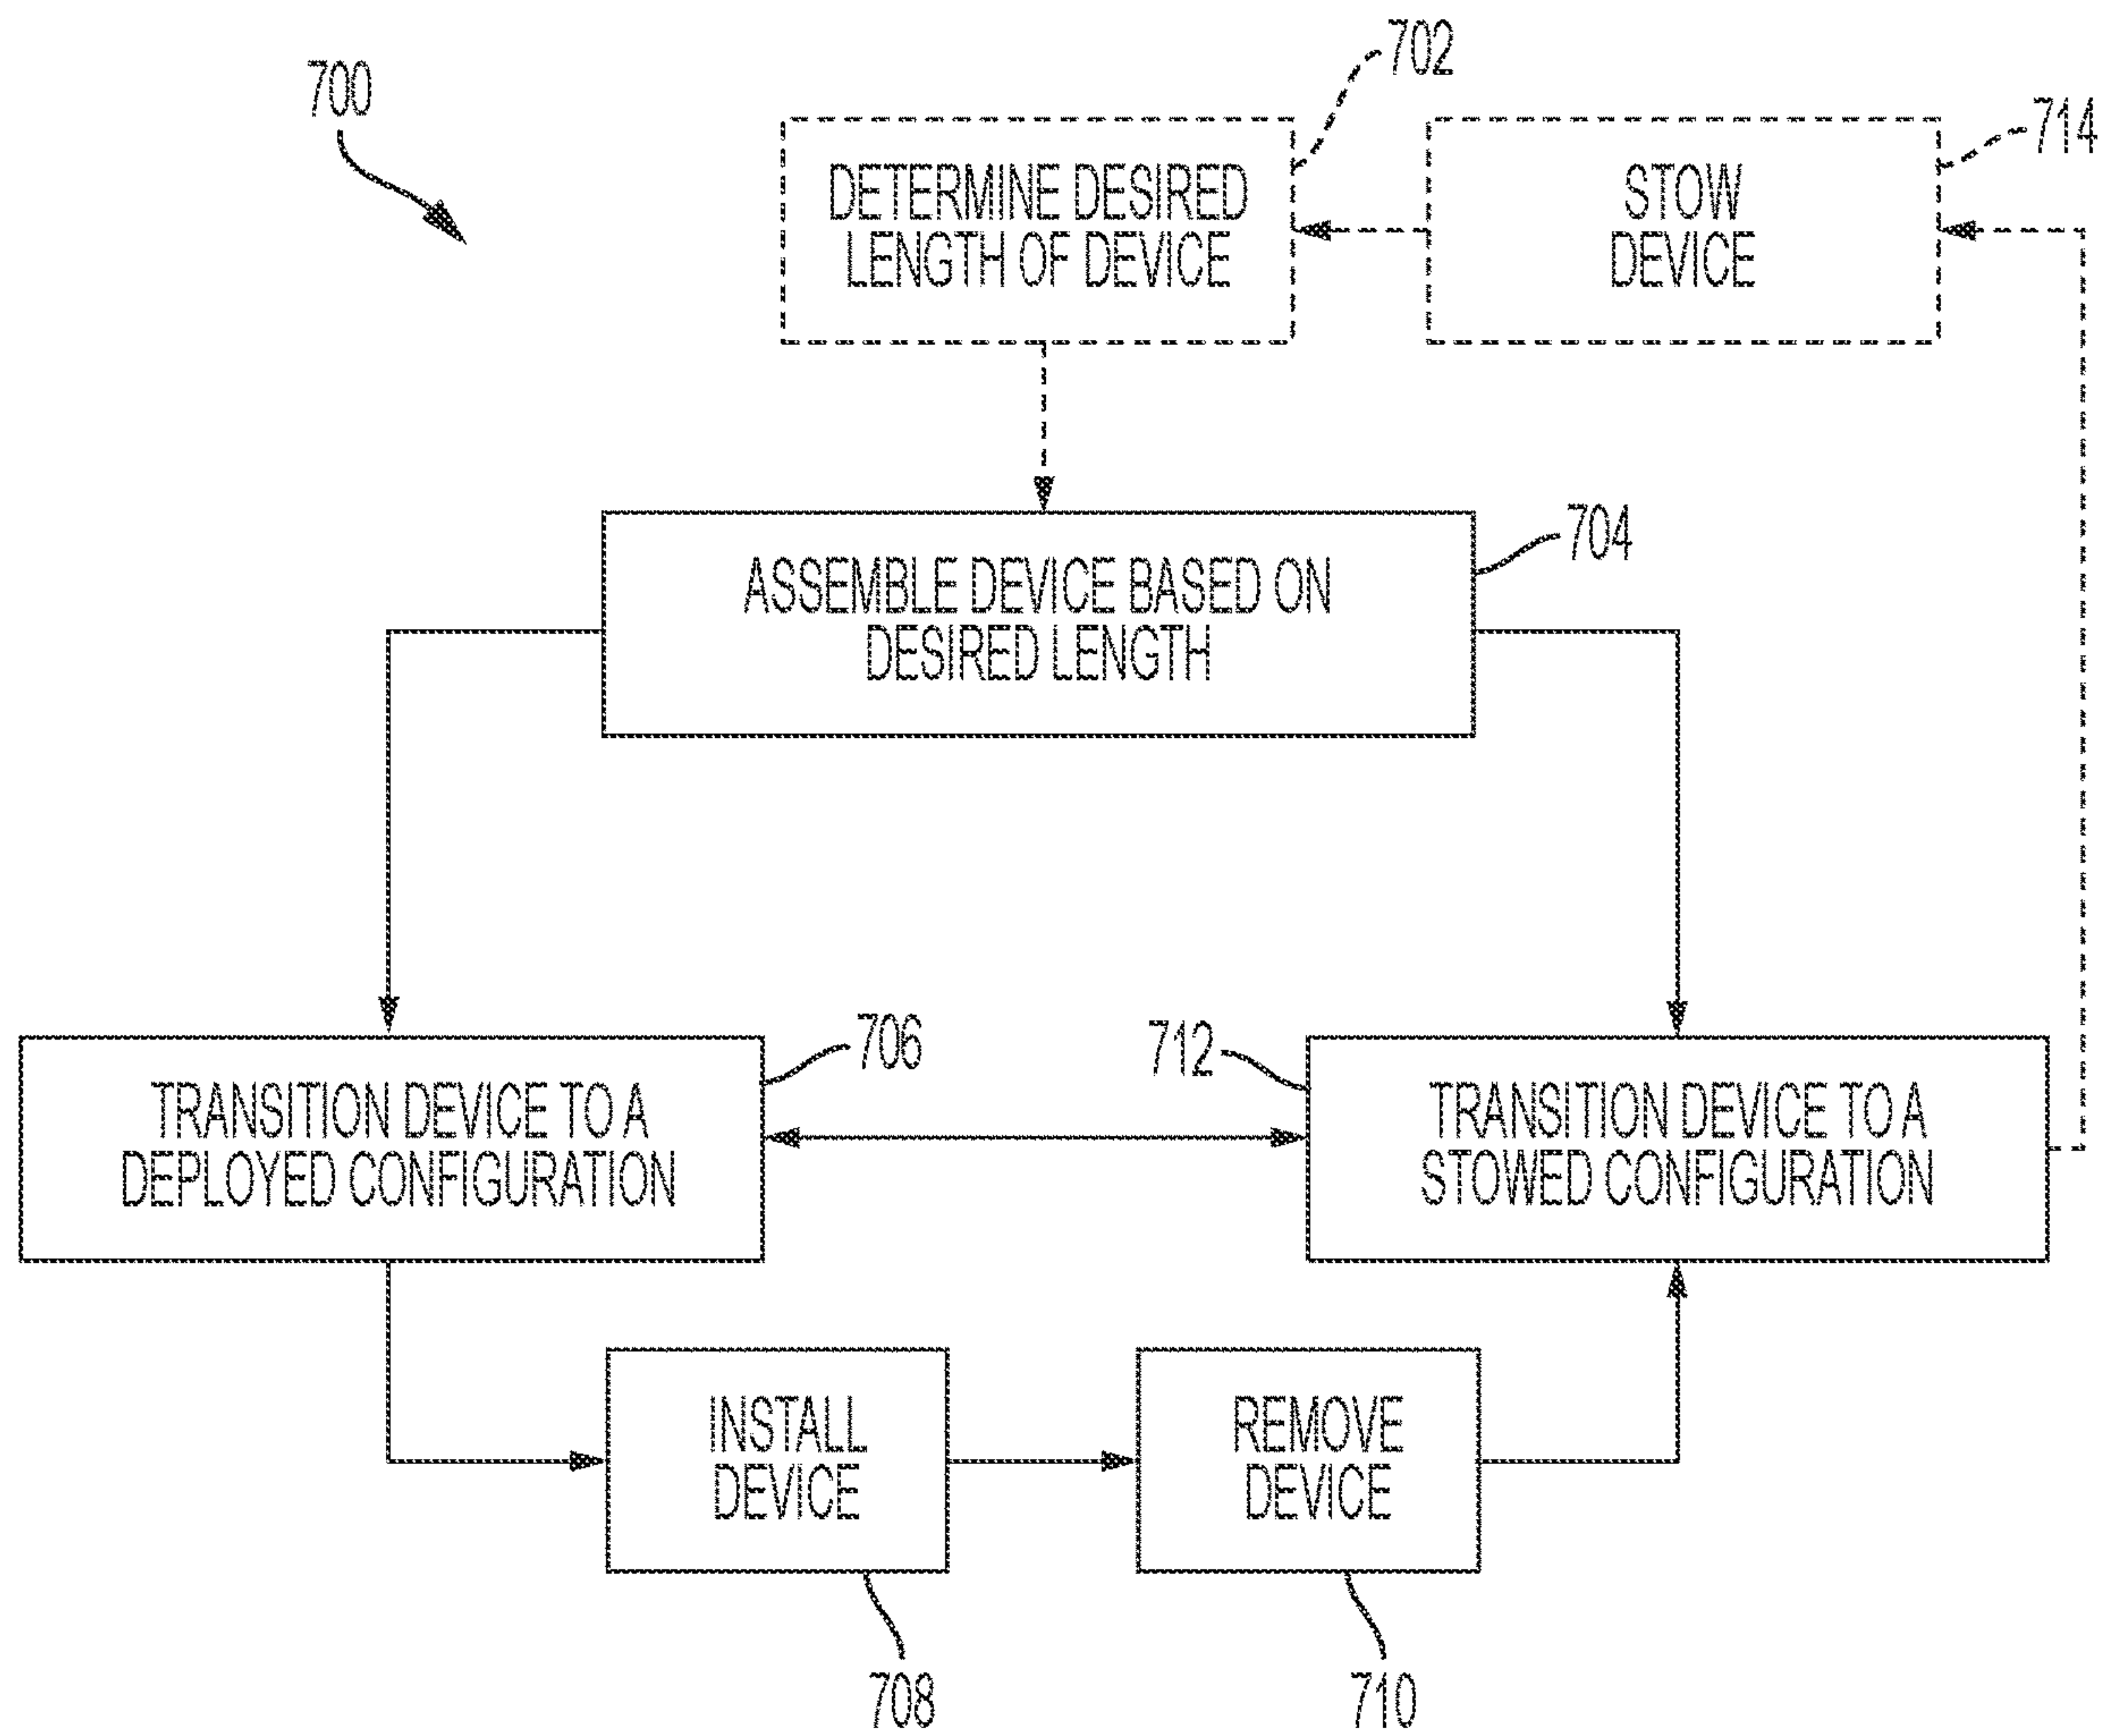 700
702
714
DETERMINE DESIRED
LENGTH OF DEVICE
STOW
DEVICE
704
ASSEMBLE DEVICE BASED ON
DESIRED LENGTH
706
712
TRANSITION DEVICE TO A
DEPLOYED CONFIGURATION
TRANSITION DEVICE TO A
STOWED CONFIGURATION
INSTALL
DEVICE
REMOVE
DEVICE
708
710